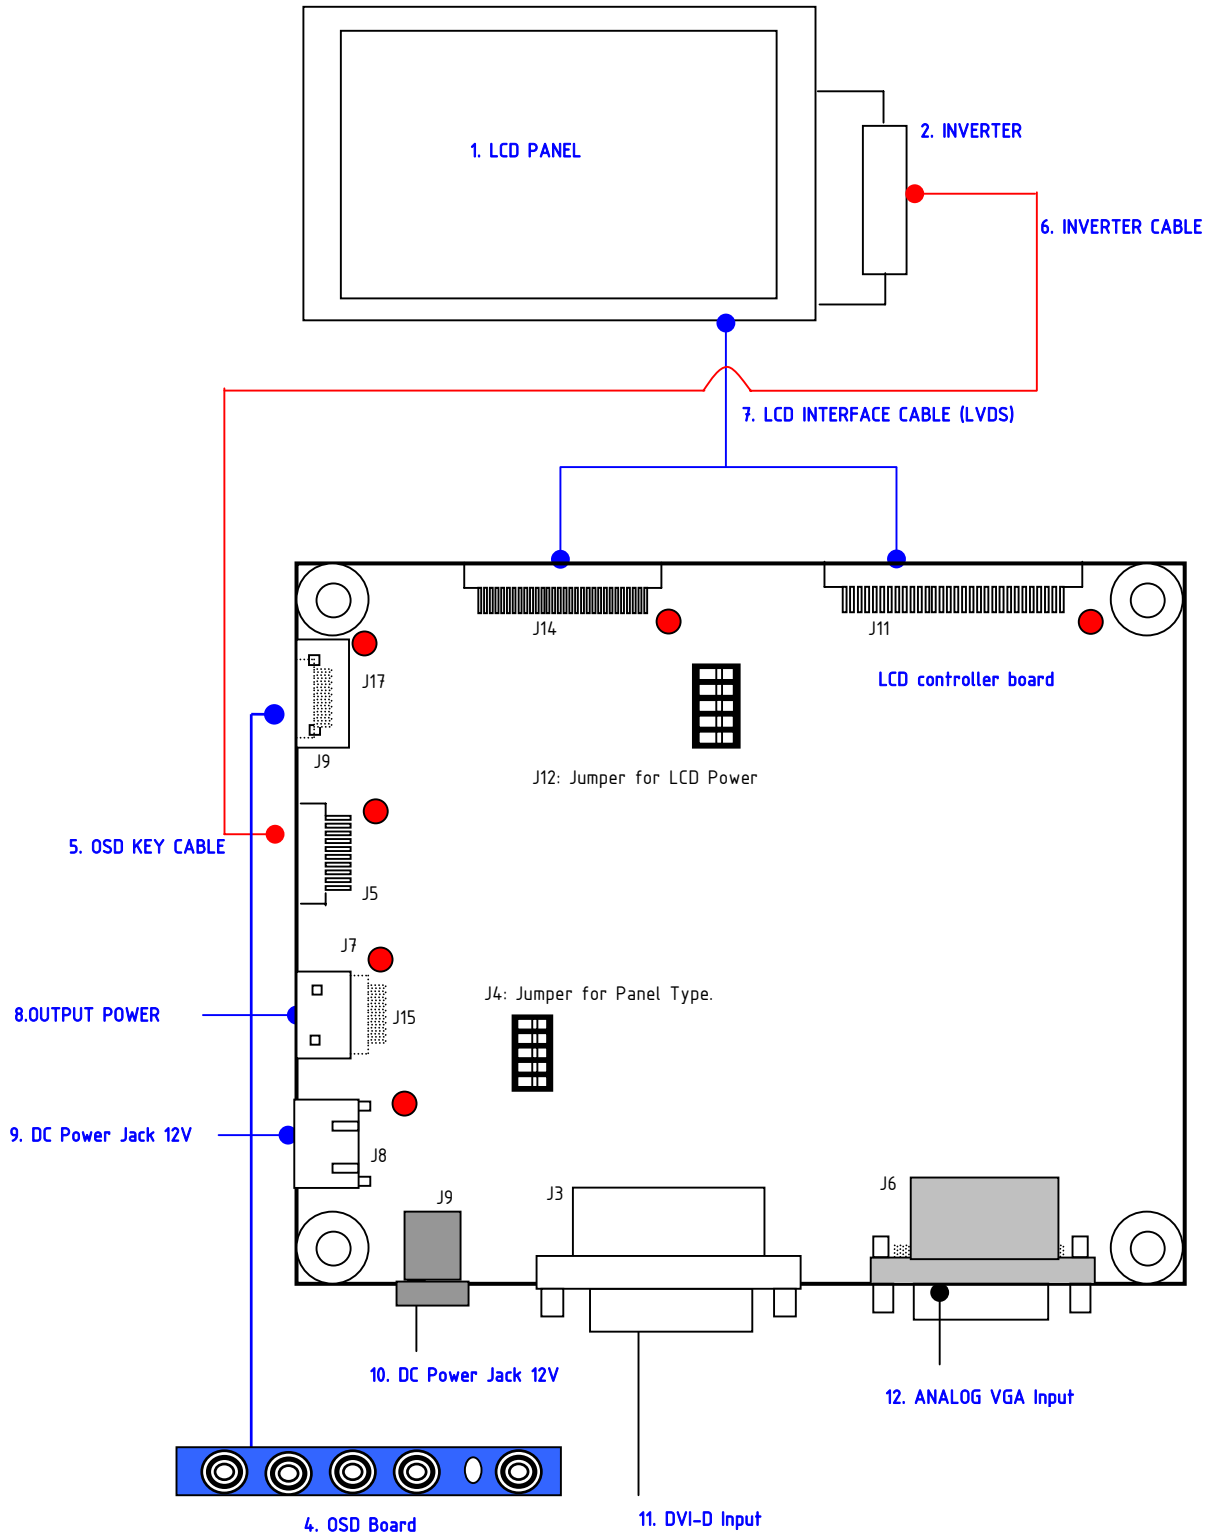 2. INVERTER
1. LCD PANEL
6. INVERTER CABLE
7. LCD INTERFACE CABLE (LVDS)
J14
J11
J17
LCD controller board
J9
J12: Jumper for LCD Power
5. OSD KEY CABLE
J5
J7
J4: Jumper for Panel Type.
8.OUTPUT POWER
J15
9. DC Power Jack 12V
J8
J9
J3
J6
10. DC Power Jack 12V
12. ANALOG VGA Input
11. DVI-D Input
4. OSD Board